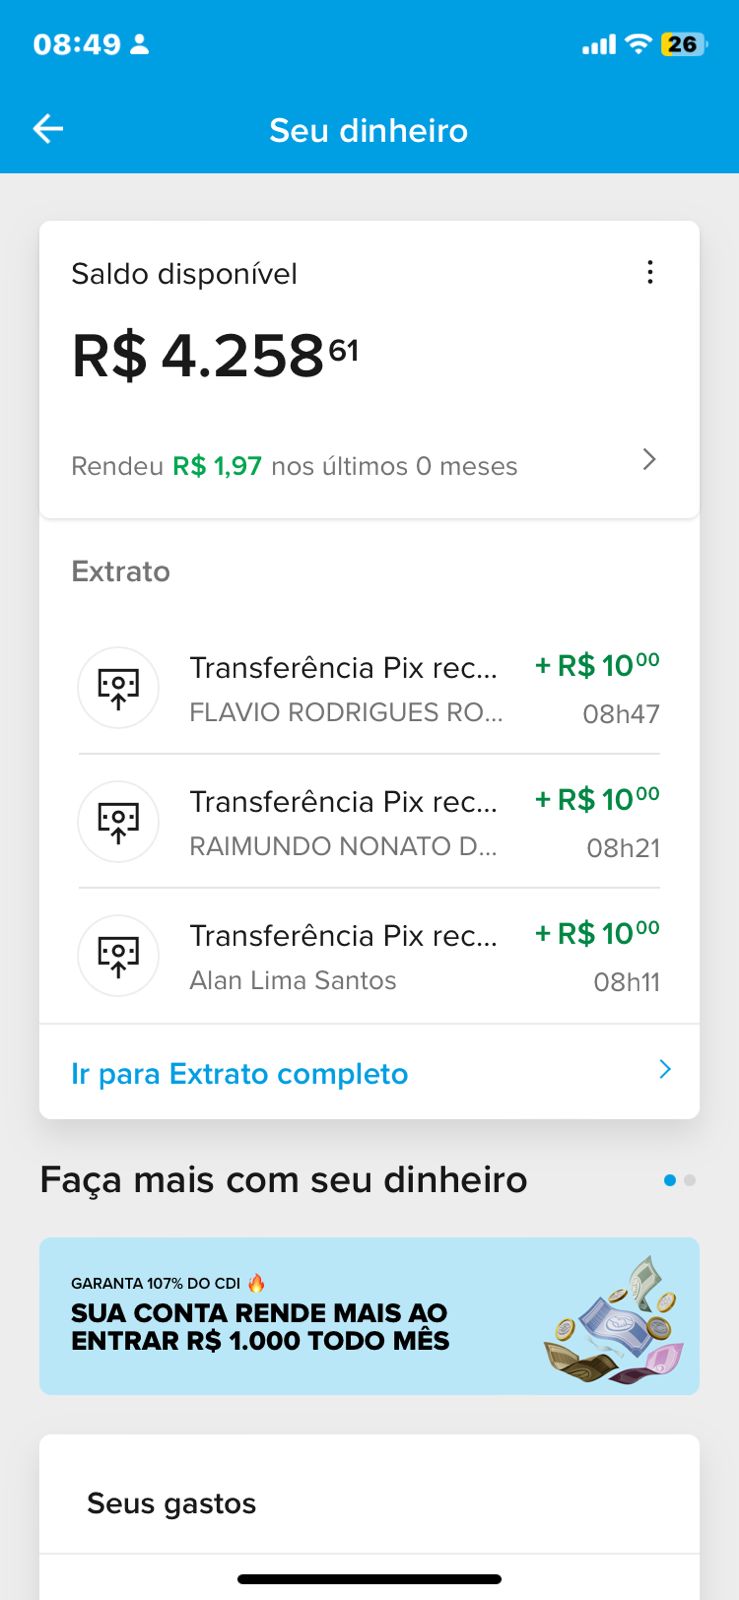 08:49
26
Seu dinheiro
Saldo disponível
R$ 4.258 61
Rendeu R$ 1,97 nos últimos 0 meses
Extrato
Transferência Pix rec... + R$ 10 00
FLAVIO RODRIGUES RO... 08h47
Transferência Pix rec... + R$ 10 00
RAIMUNDO NONATO D... 08h21
Transferência Pix rec... + R$ 10 00
Alan Lima Santos 08h11
Ir para Extrato completo
Faça mais com seu dinheiro
GARANTA 107% DO CDI 🔥
SUA CONTA RENDE MAIS AO
ENTRAR R$ 1.000 TODO MÊS
Seus gastos